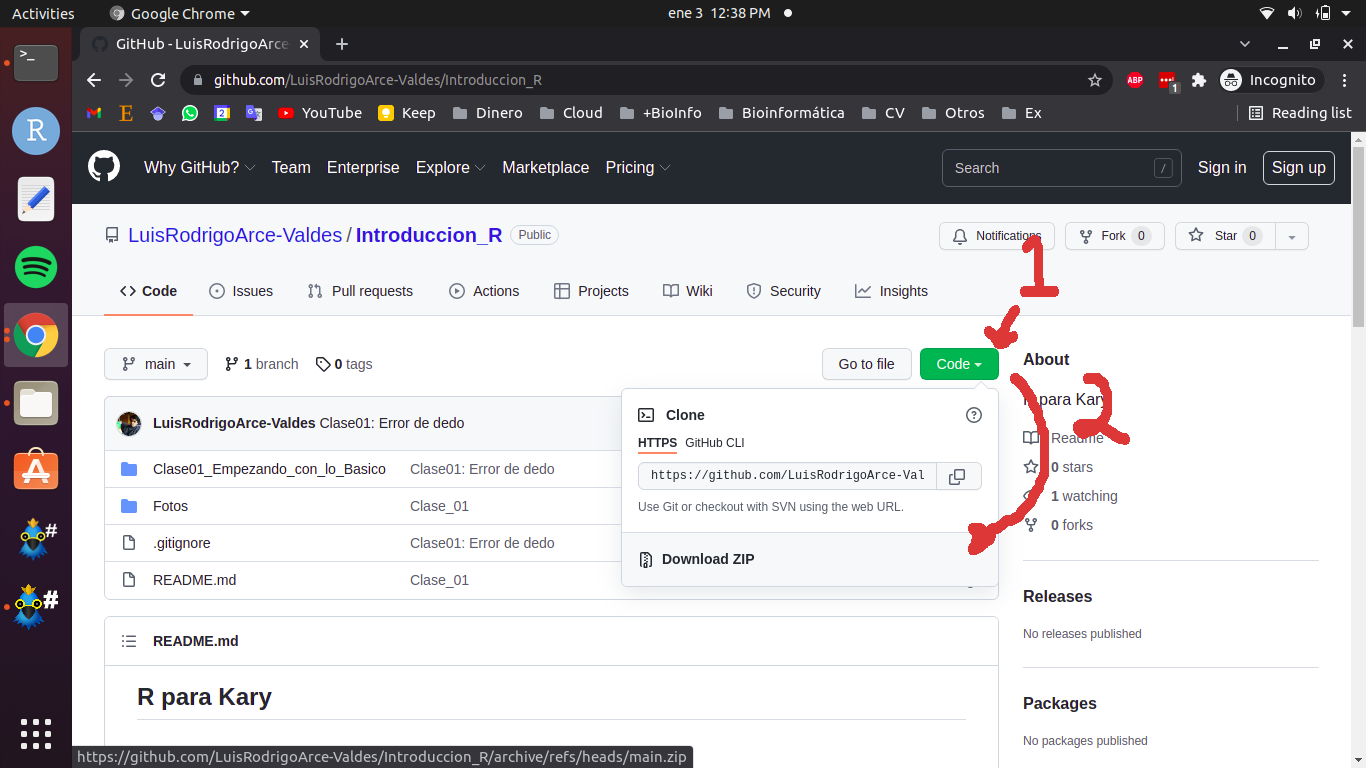 Activities Google Chrome ene 3 12:38 PM
GitHub - LuisRodrigoArce
github.com/LuisRodrigoArce-Valdes/Introduccion_R ABP 1 Incognito
YouTube Keep Dinero Cloud +BioInfo Bioinformática CV Otros Ex Reading list
Why GitHub? Team Enterprise Explore Marketplace Pricing Search / Sign in Sign up
LuisRodrigoArce-Valdes / Introduccion_R Public Notifications Fork 0 Star 0
1
Code Issues Pull requests Actions Projects Wiki Security Insights
main 1 branch 0 tags Go to file Code About
2
R para Kary
LuisRodrigoArce-Valdes Clase01: Error de dedo
Clone
HTTPS GitHub CLI
https://github.com/LuisRodrigoArce-Val
Use Git or checkout with SVN using the web URL.
Download ZIP
Clase01_Empezando_con_lo_Basico Clase01: Error de dedo
Fotos Clase_01
.gitignore Clase01: Error de dedo
README.md Clase_01
Readme
0 stars
1 watching
0 forks
Releases
No releases published
Packages
No packages published
README.md
R para Kary
https://github.com/LuisRodrigoArce-Valdes/Introduccion_R/archive/refs/heads/main.zip